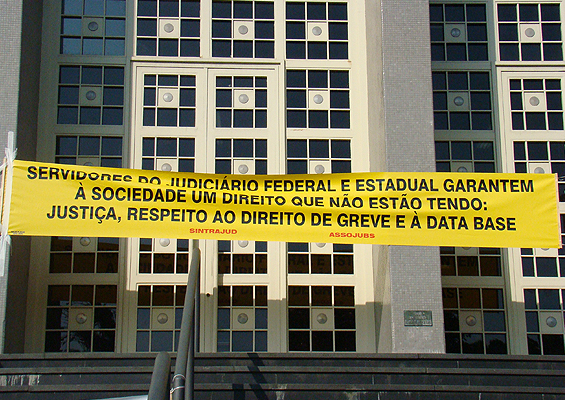 SERVIDORES DO JUDICIÁRIO FEDERAL E ESTADUAL GARANTEM
À SOCIEDADE UM DIREITO QUE NÃO ESTÃO TENDO:
JUSTIÇA, RESPEITO AO DIREITO DE GREVE E À DATA BASE
SINTRAJUD ASSOJUBS